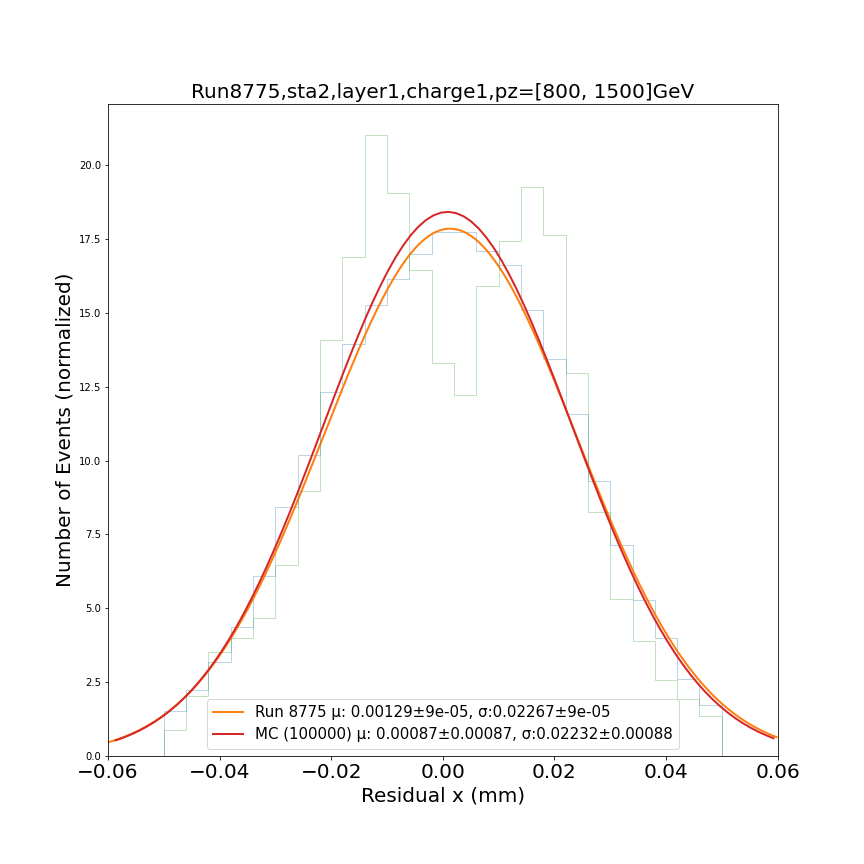 Run8775,sta2,layer1,charge1,pz=[800, 1500]GeV
Number of Events (normalized)
20.0
17.5
15.0
12.5
10.0
7.5
5.0
2.5
0.0
Run 8775 μ: 0.00129±9e-05, σ:0.02267±9e-05
MC (100000) μ: 0.00087±0.00087, σ:0.02232±0.00088
−0.06 −0.04 −0.02 0.00 0.02 0.04 0.06
Residual x (mm)